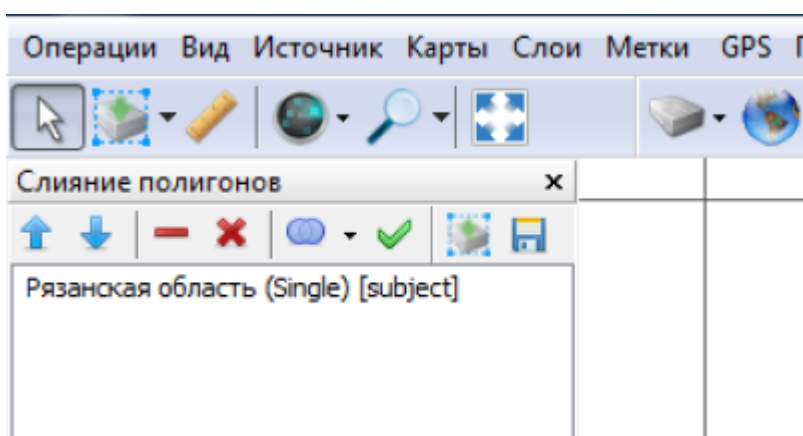 Операции Вид Источник Карты Слои Метки GPS
Слияние полигонов
Рязанская область (Single) [subject]